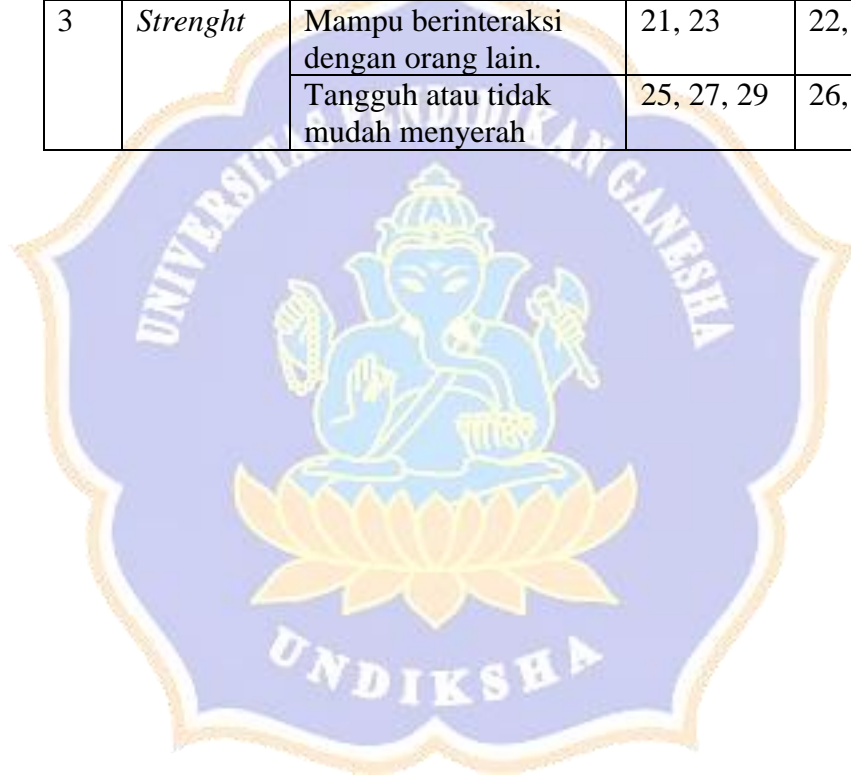 3 Strenght Mampu berinteraksi 21, 23 22,
dengan orang lain.
Tangguh atau tidak 25, 27, 29 26,
mudah menyerah
UNIVERSITAS PENDIDIKAN GANESHA
UNDIKSHA